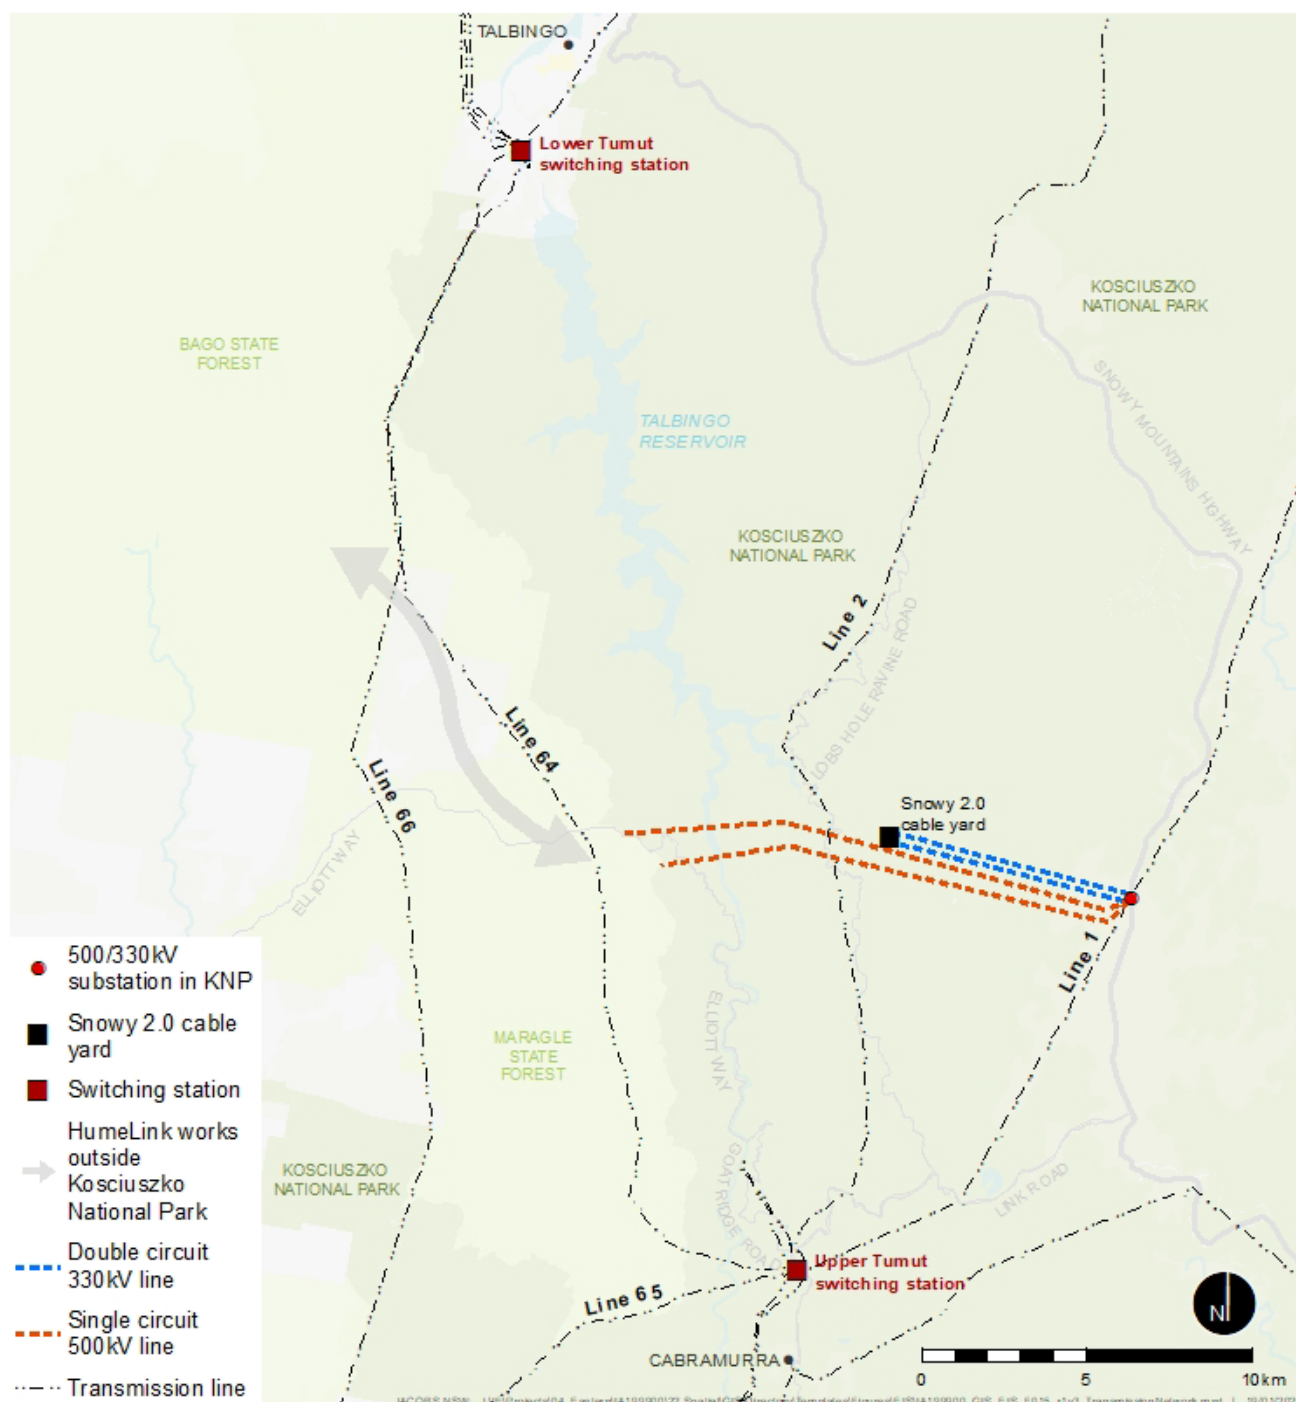 TALBINGO
Lower Tumut
switching station
KOSCIUSZKO
NATIONAL PARK
BAGO STATE
FOREST
SNOWY MOUNTAINS HIGHWAY
TALBINGO
RESERVOIR
KOSCIUSZKO
NATIONAL PARK
Line 2
LOBS HOLE RAVINE ROAD
Line 64
Line 66
Snowy 2.0
cable yard
ELLIOTT WAY
Line 1
500/330kV
substation in KNP
Snowy 2.0 cable
yard
Switching station
HumeLink works
outside
Kosciuszko
National Park
Double circuit
330kV line
Single circuit
500kV line
Transmission line
ELLIOTT WAY
MARAGLE
STATE
FOREST
KOSCIUSZKO
NATIONAL PARK
GOAT RIDGE ROAD
LINK ROAD
Upper Tumut
switching station
Line 65
CABRAMURRA
N
0 5 10km